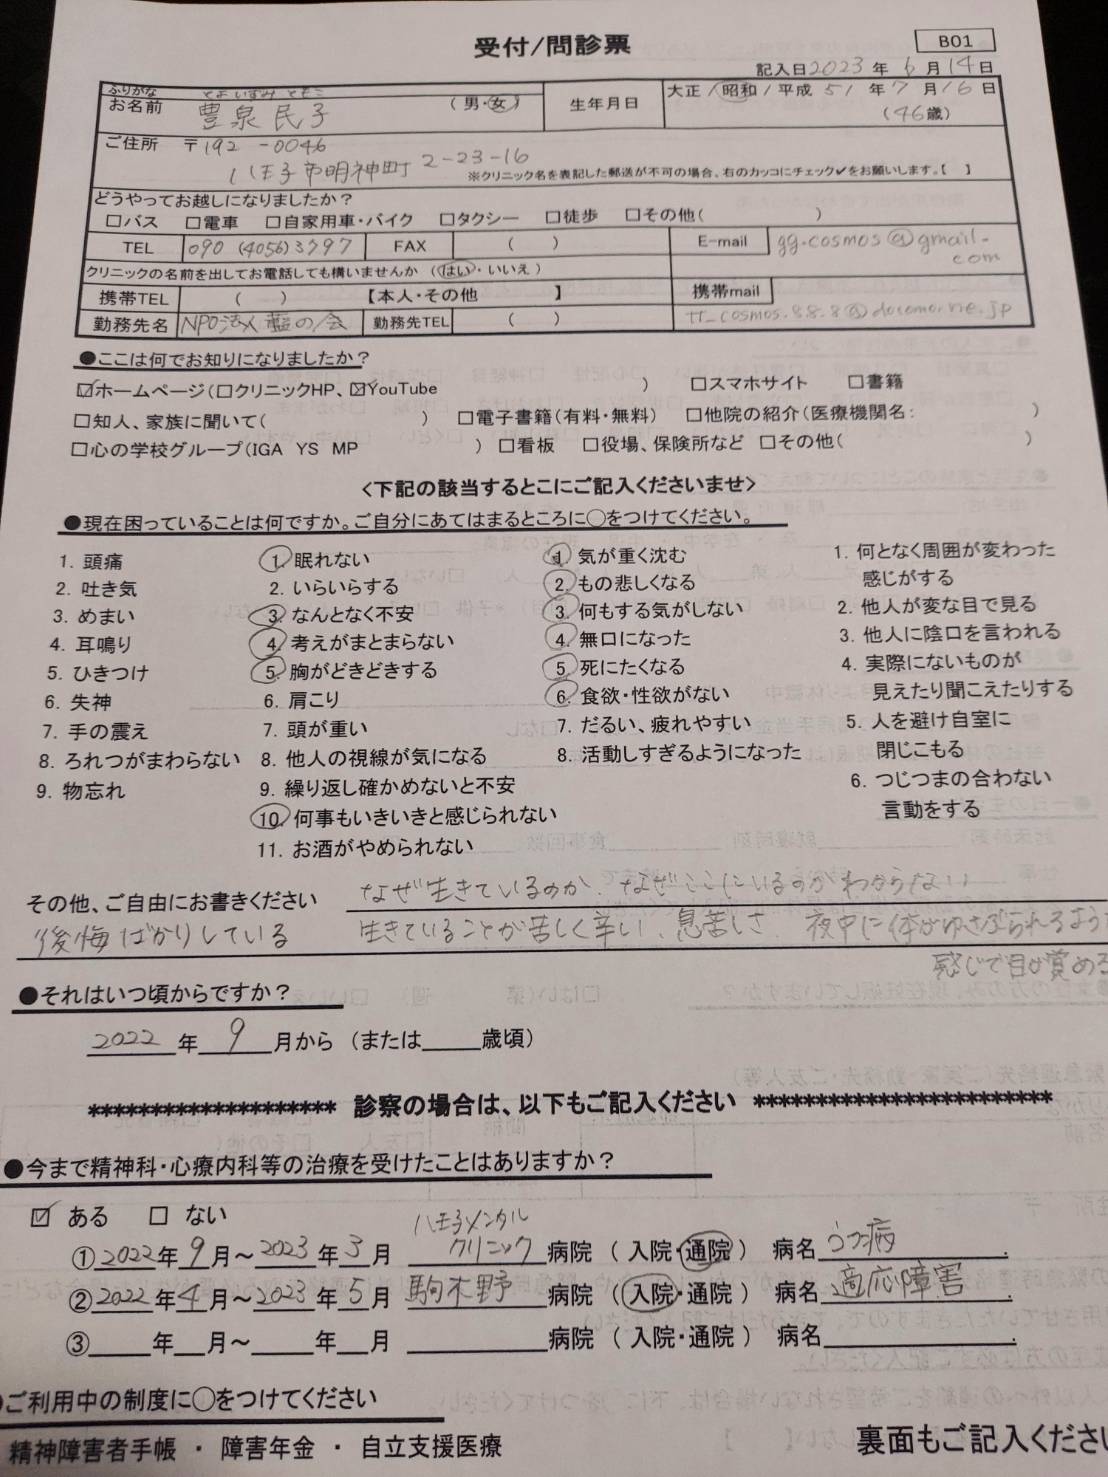 受付/問診票
B01
記入日2023年 6月14日
ふりがな とよいずみ ともこ
お名前 豊泉 民子 (男・女)
生年月日 大正 / 昭和 / 平成 51年 7月 16日
(46歳)
ご住所 〒192-0046
八王子市明神町 2-23-16
※クリニック名を表記した郵送が不可の場合、右のカッコにチェック✔をお願いします。【 】
どうやってお越しになりましたか?
□バス □電車 □自家用車・バイク □タクシー □徒歩 □その他( )
TEL 090 (4056) 3797 FAX ( ) E-mail gg.cosmos@gmail.
com
クリニックの名前を出してお電話しても構いませんか (はい・いいえ)
携帯TEL ( ) 【本人・その他 】 携帯mail
勤務先名 NPO法人藍の会 勤務先TEL ( ) tt_cosmos.88.8@docomo.ne.jp
●ここは何でお知りになりましたか?
☑ホームページ(□クリニックHP、☑YouTube ) □スマホサイト □書籍
□知人、家族に聞いて( ) □電子書籍(有料・無料) □他院の紹介(医療機関名: )
□心の学校グループ(IGA YS MP ) □看板 □役場、保険所など □その他( )
<下記の該当するとこにご記入くださいませ>
●現在困っていることは何ですか。ご自分にあてはまるところに○をつけてください。
1. 頭痛
2. 吐き気
3. めまい
4. 耳鳴り
5. ひきつけ
6. 失神
7. 手の震え
8. ろれつがまわらない
9. 物忘れ
1. 眠れない
2. いらいらする
3. なんとなく不安
4. 考えがまとまらない
5. 胸がどきどきする
6. 肩こり
7. 頭が重い
8. 他人の視線が気になる
9. 繰り返し確かめないと不安
10. 何事もいきいきと感じられない
11. お酒がやめられない
1. 気が重く沈む
2. もの悲しくなる
3. 何もする気がしない
4. 無口になった
5. 死にたくなる
6. 食欲・性欲がない
7. だるい、疲れやすい
8. 活動しすぎるようになった
1. 何となく周囲が変わった
感じがする
2. 他人が変な目で見る
3. 他人に陰口を言われる
4. 実際にないものが
見えたり聞こえたりする
5. 人を避け自室に
閉じこもる
6. つじつまの合わない
言動をする
その他、ご自由にお書きください なぜ生きているのか、なぜここにいるのかわからない
後悔ばかりしている 生きていることが苦しく辛い、息苦しさ、夜中に体がゆさぶられるよう
感じで目が覚める
●それはいつ頃からですか?
2022年 9月から (または 歳頃)
******************** 診察の場合は、以下もご記入ください ************************
●今まで精神科・心療内科等の治療を受けたことはありますか?
☑ ある □ ない
①2022年 9月～2023年 3月 八王子メンタルクリニック 病院 (入院・通院) 病名 うつ病
②2022年 4月～2023年 5月 駒木野 病院 (入院・通院) 病名 適応障害
③ 年 月～ 年 月 病院 (入院・通院) 病名
ご利用中の制度に○をつけてください
精神障害者手帳 ・ 障害年金 ・ 自立支援医療
裏面もご記入ください